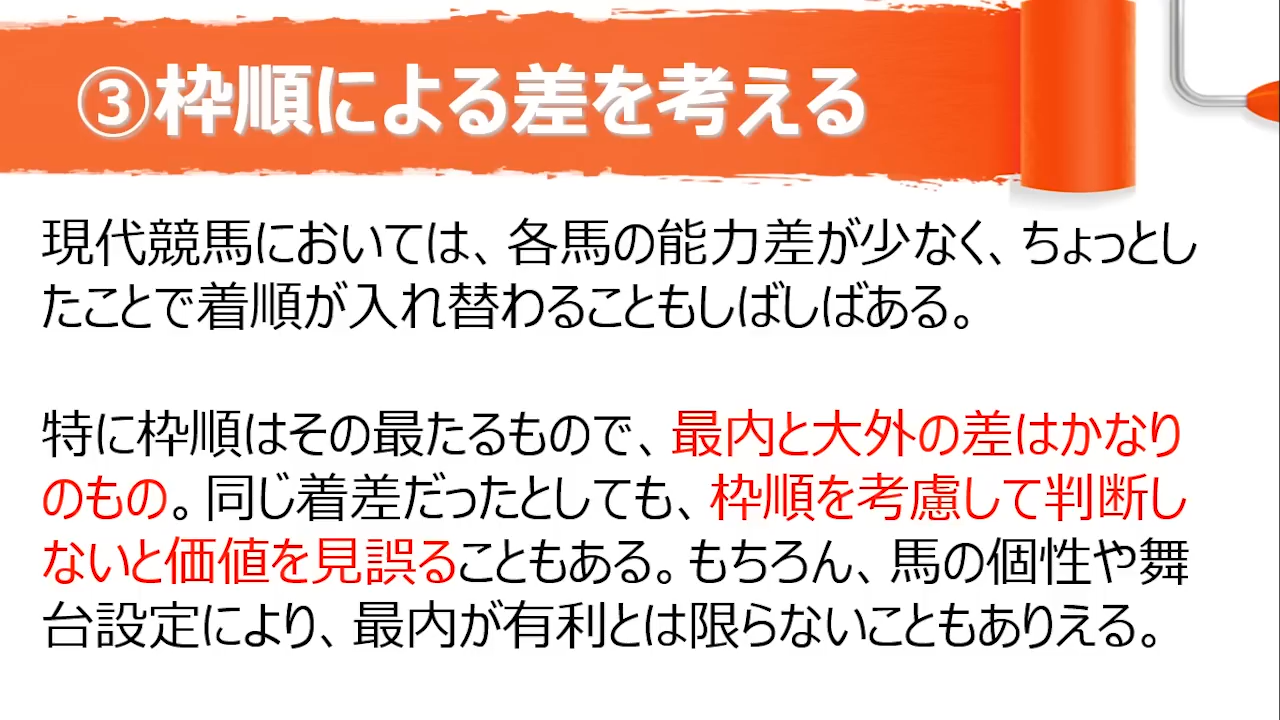 ③枠順による差を考える
現代競馬においては、各馬の能力差が少なく、ちょっとし
たことで着順が入れ替わることもしばしばある。
特に枠順はその最たるもので、最内と大外の差はかなり
のもの。同じ着差だったとしても、枠順を考慮して判断し
ないと価値を見誤ることもある。もちろん、馬の個性や舞
台設定により、最内が有利とは限らないこともありえる。